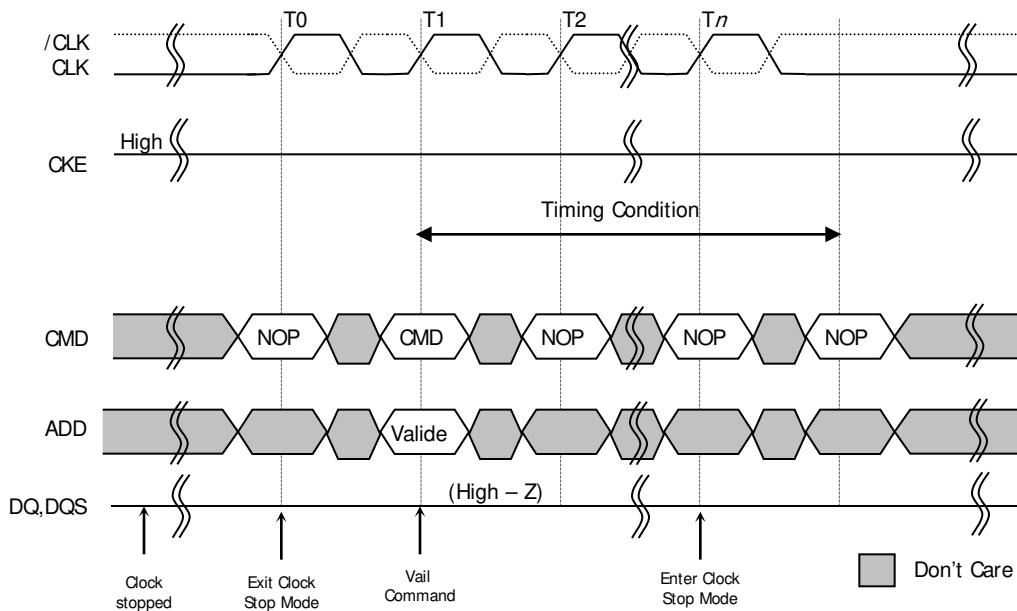 T0 T1 T2 Tn
/CLK
CLK
High
CKE
Timing Condition
CMD NOP CMD NOP NOP NOP
ADD Valide
(High – Z)
DQ,DQS
Clock
stopped
Exit Clock
Stop Mode
Vail
Command
Enter Clock
Stop Mode
Don't Care